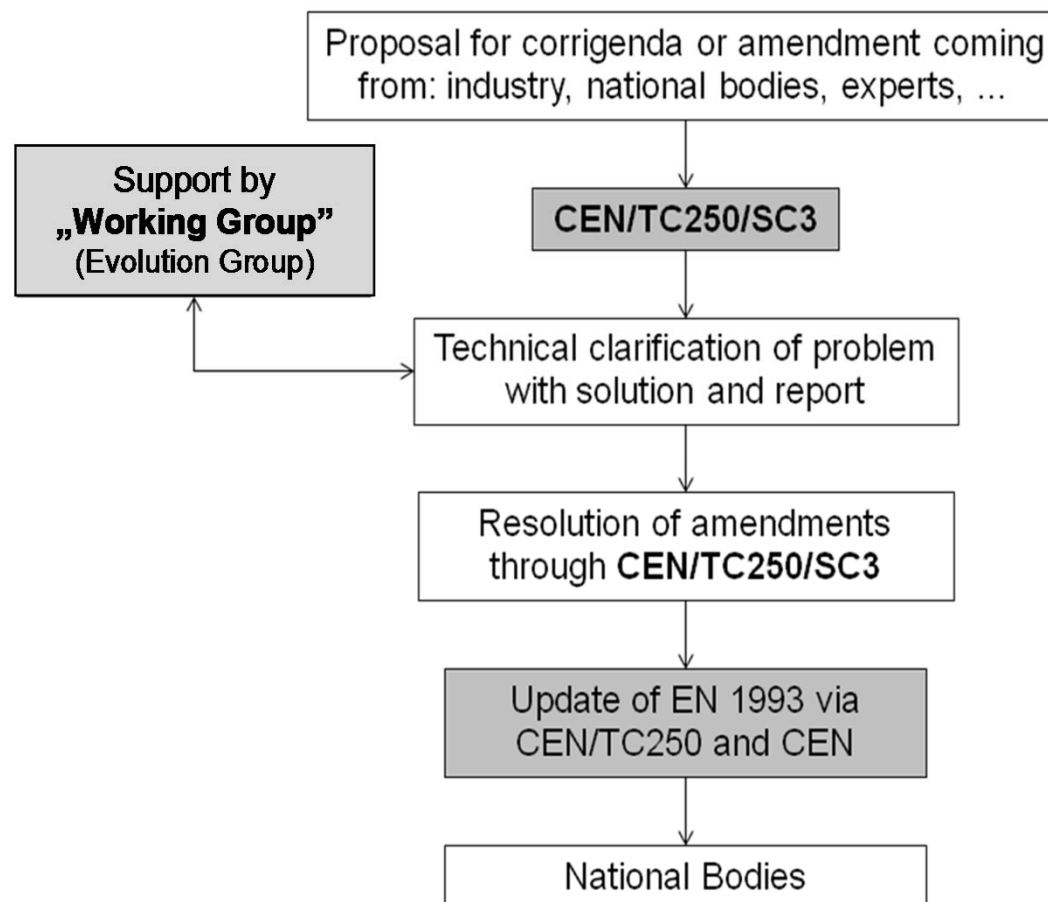 Proposal for corrigenda or amendment coming
from: industry, national bodies, experts, ...
Support by
„Working Group”
(Evolution Group)
CEN/TC250/SC3
Technical clarification of problem
with solution and report
Resolution of amendments
through CEN/TC250/SC3
Update of EN 1993 via
CEN/TC250 and CEN
National Bodies